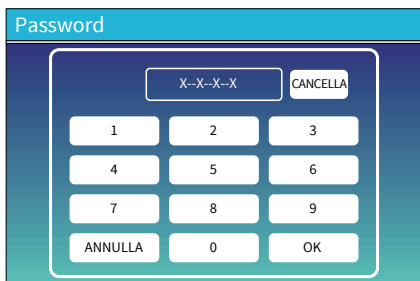 Password
X--X--X--X CANCELLA
1 2 3
4 5 6
7 8 9
ANNULLA 0 OK